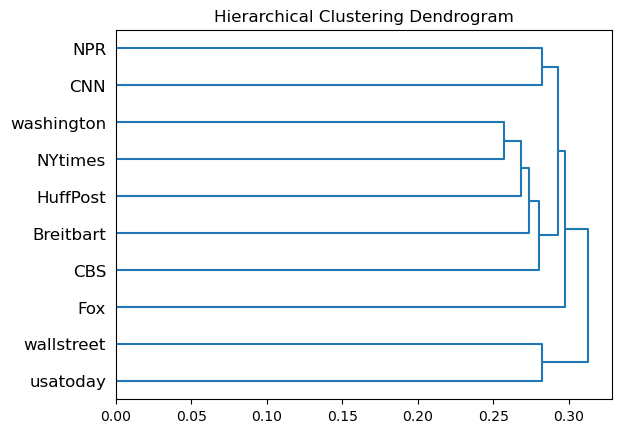 Hierarchical Clustering Dendrogram
NPR
CNN
washington
NYtimes
HuffPost
Breitbart
CBS
Fox
wallstreet
usatoday
0.00 0.05 0.10 0.15 0.20 0.25 0.30